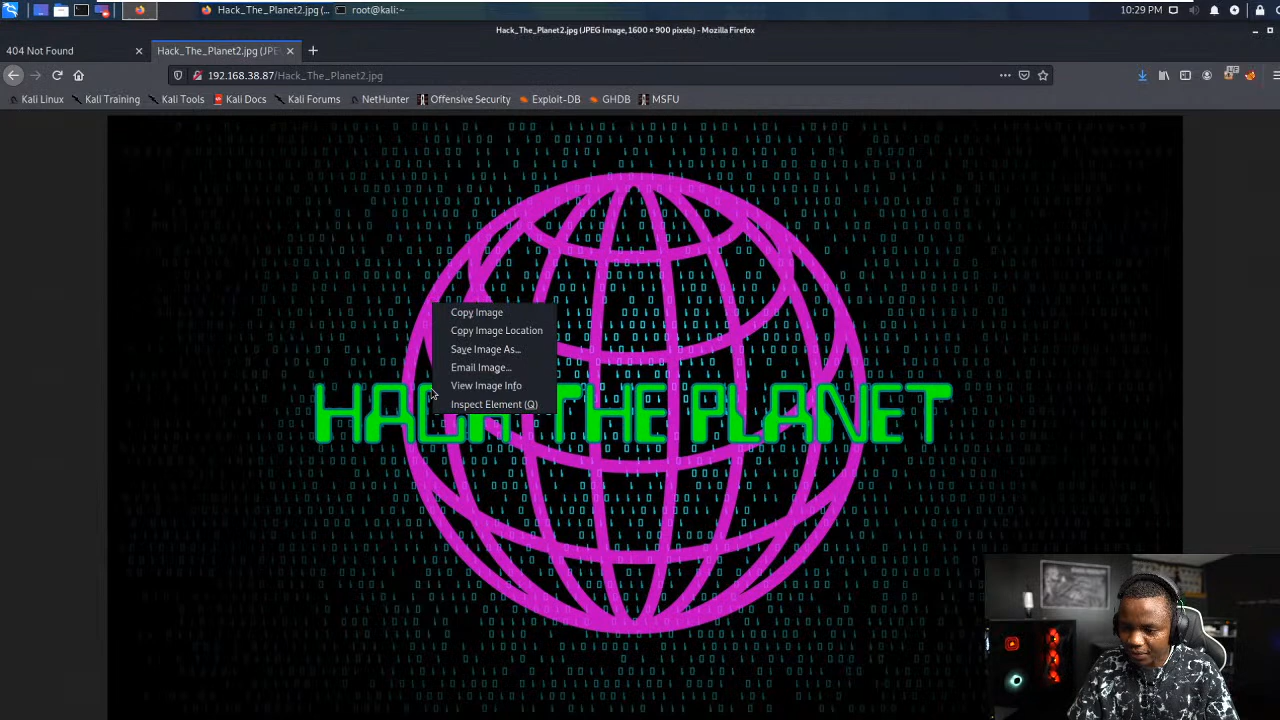 Hack_The_Planet2.jpg (...
root@kali:~
10:29 PM
Hack_The_Planet2.jpg (JPEG Image, 1600 × 900 pixels) - Mozilla Firefox
404 Not Found
Hack_The_Planet2.jpg (JPE
192.168.38.87/Hack_The_Planet2.jpg
Kali Linux
Kali Training
Kali Tools
Kali Docs
Kali Forums
NetHunter
Offensive Security
Exploit-DB
GHDB
MSFU
Copy Image
Copy Image Location
Save Image As...
Email Image...
View Image Info
Inspect Element (Q)
HACK THE PLANET